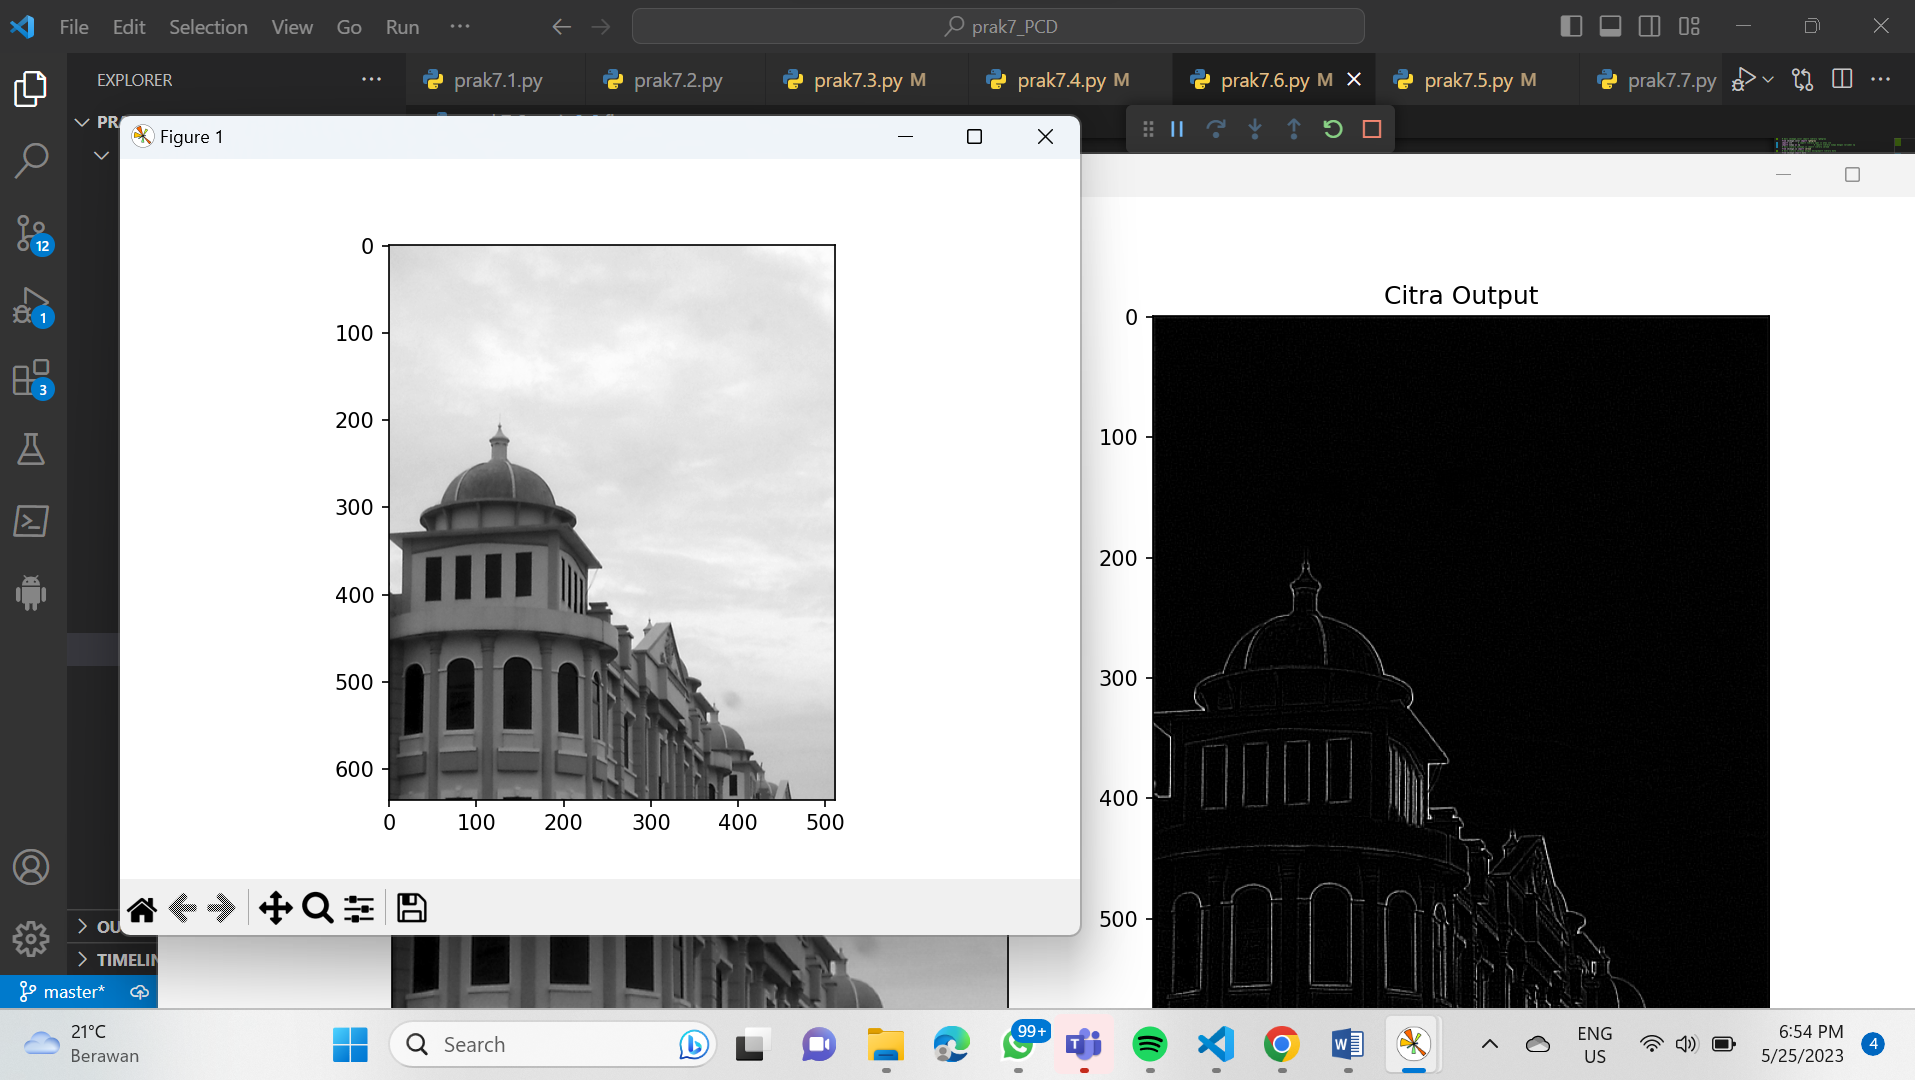 File Edit Selection View Go Run ···
prak7_PCD
EXPLORER ···
prak7.1.py
prak7.2.py
prak7.3.py M
prak7.4.py M
prak7.6.py M
prak7.5.py M
prak7.7.py
PRA
Figure 1
0
100
200
300
400
500
600
0 100 200 300 400 500
Citra Output
0
100
200
300
400
500
12
1
3
OU
TIMELIN
master*
21°C
Berawan
Search
99+
ENG
US
6:54 PM
5/25/2023
4